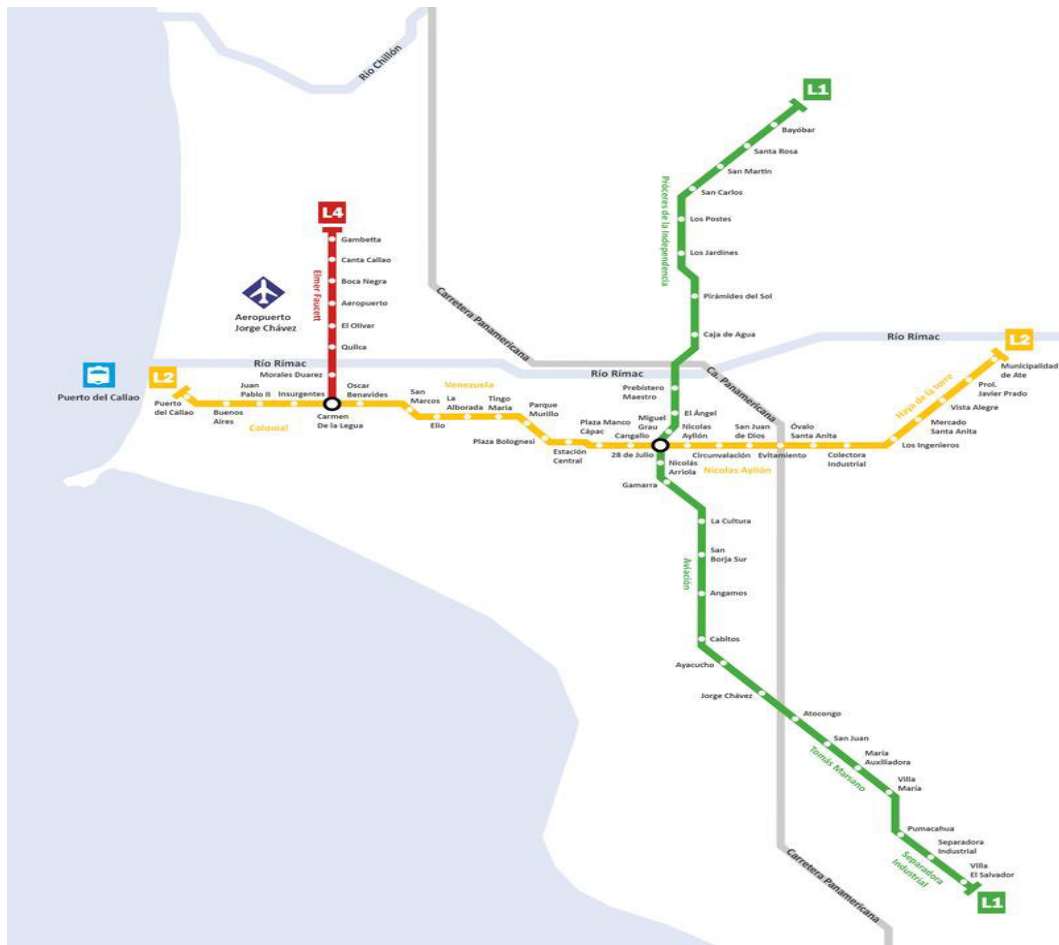 Río Chillón
L1
Bayóbar
Santa Rosa
San Martin
San Carlos
Próceres de la Independencia
Los Postes
Los Jardines
Pirámides del Sol
Caja de Agua
L4
Gambetta
Canta Callao
Boca Negra
Elmer Faucett
Aeropuerto
El Olivar
Quilca
Morales Duarez
Aeropuerto
Jorge Chávez
Carretera Panamericana
Río Rimac
Río Rimac
Río Rimac
Ca. Panamericana
Puerto del Callao
L2
Puerto
del Callao
Buenos
Aires
Juan
Pablo II
Colonial
Insurgentes
Carmen
De la Legua
Oscar
Benavides
San
Marcos
Elio
Venezuela
La
Alborada
Tingo
Maria
Plaza Bolognesi
Parque
Murillo
Estación
Central
Plaza Manco
Cápac
Cangallo
28 de Julio
Prebístero
Maestro
El Ángel
Miguel
Grau
Nicolas
Ayllón
Circunvalación
San Juan
de Dios
Evitamiento
Óvalo
Santa Anita
Colectora
Industrial
Los Ingenieros
Mercado
Santa Anita
Vista Alegre
Prol.
Javier Prado
Municipalidad
de Ate
L2
Haya de la torre
Nicolas Ayllón
Nicolás
Arriola
Gamarra
La Cultura
San
Borja Sur
Aviación
Angamos
Cabitos
Ayacucho
Jorge Chávez
Atocongo
San Juan
Tomás Marsano
María
Auxiliadora
Villa
María
Pumacahua
Separadora
Industrial
Separadora
Industrial
Villa
El Salvador
L1
Carretera Panamericana